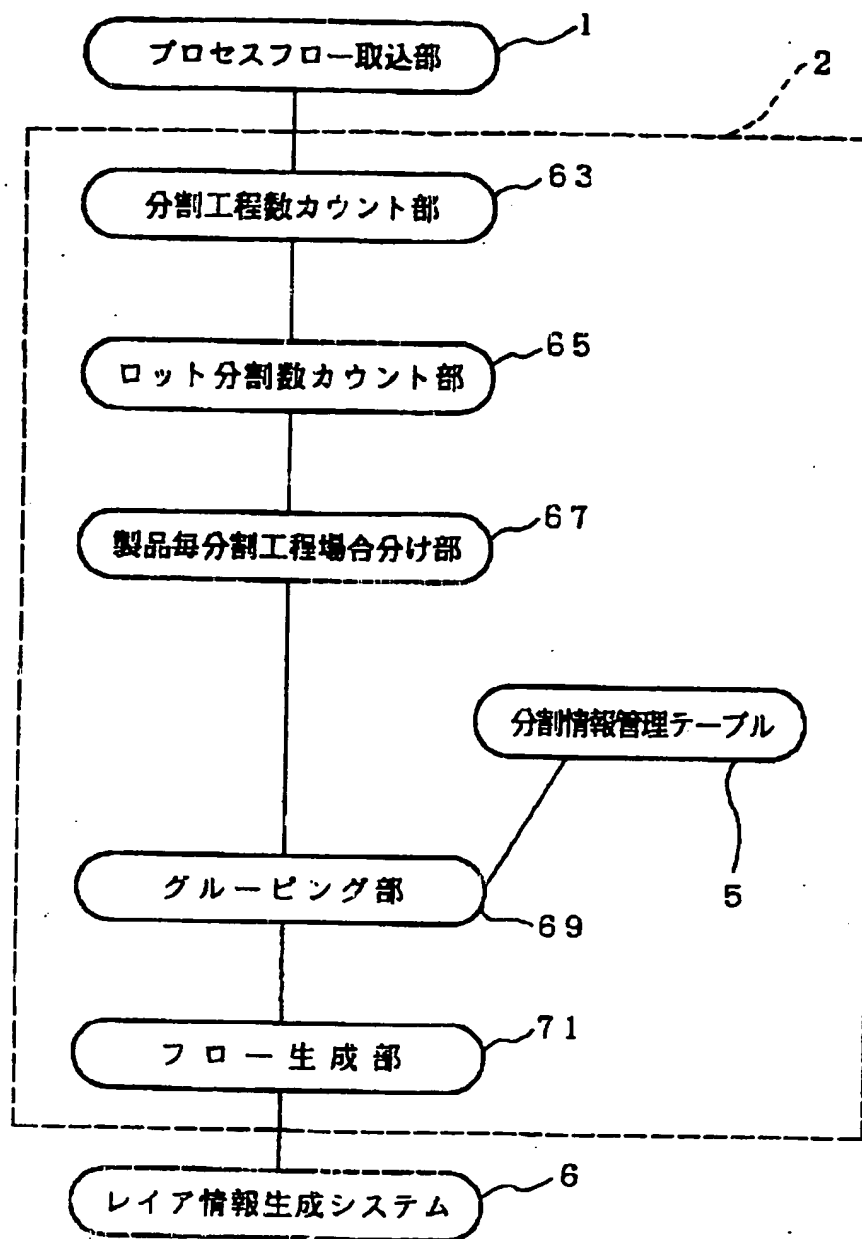 プロセスフロー取込部
1
2
分割工程数カウント部
63
ロット分割数カウント部
65
製品毎分割工程場合分け部
67
分割情報管理テーブル
5
グルーピング部
69
フロー生成部
71
レイア情報生成システム
6